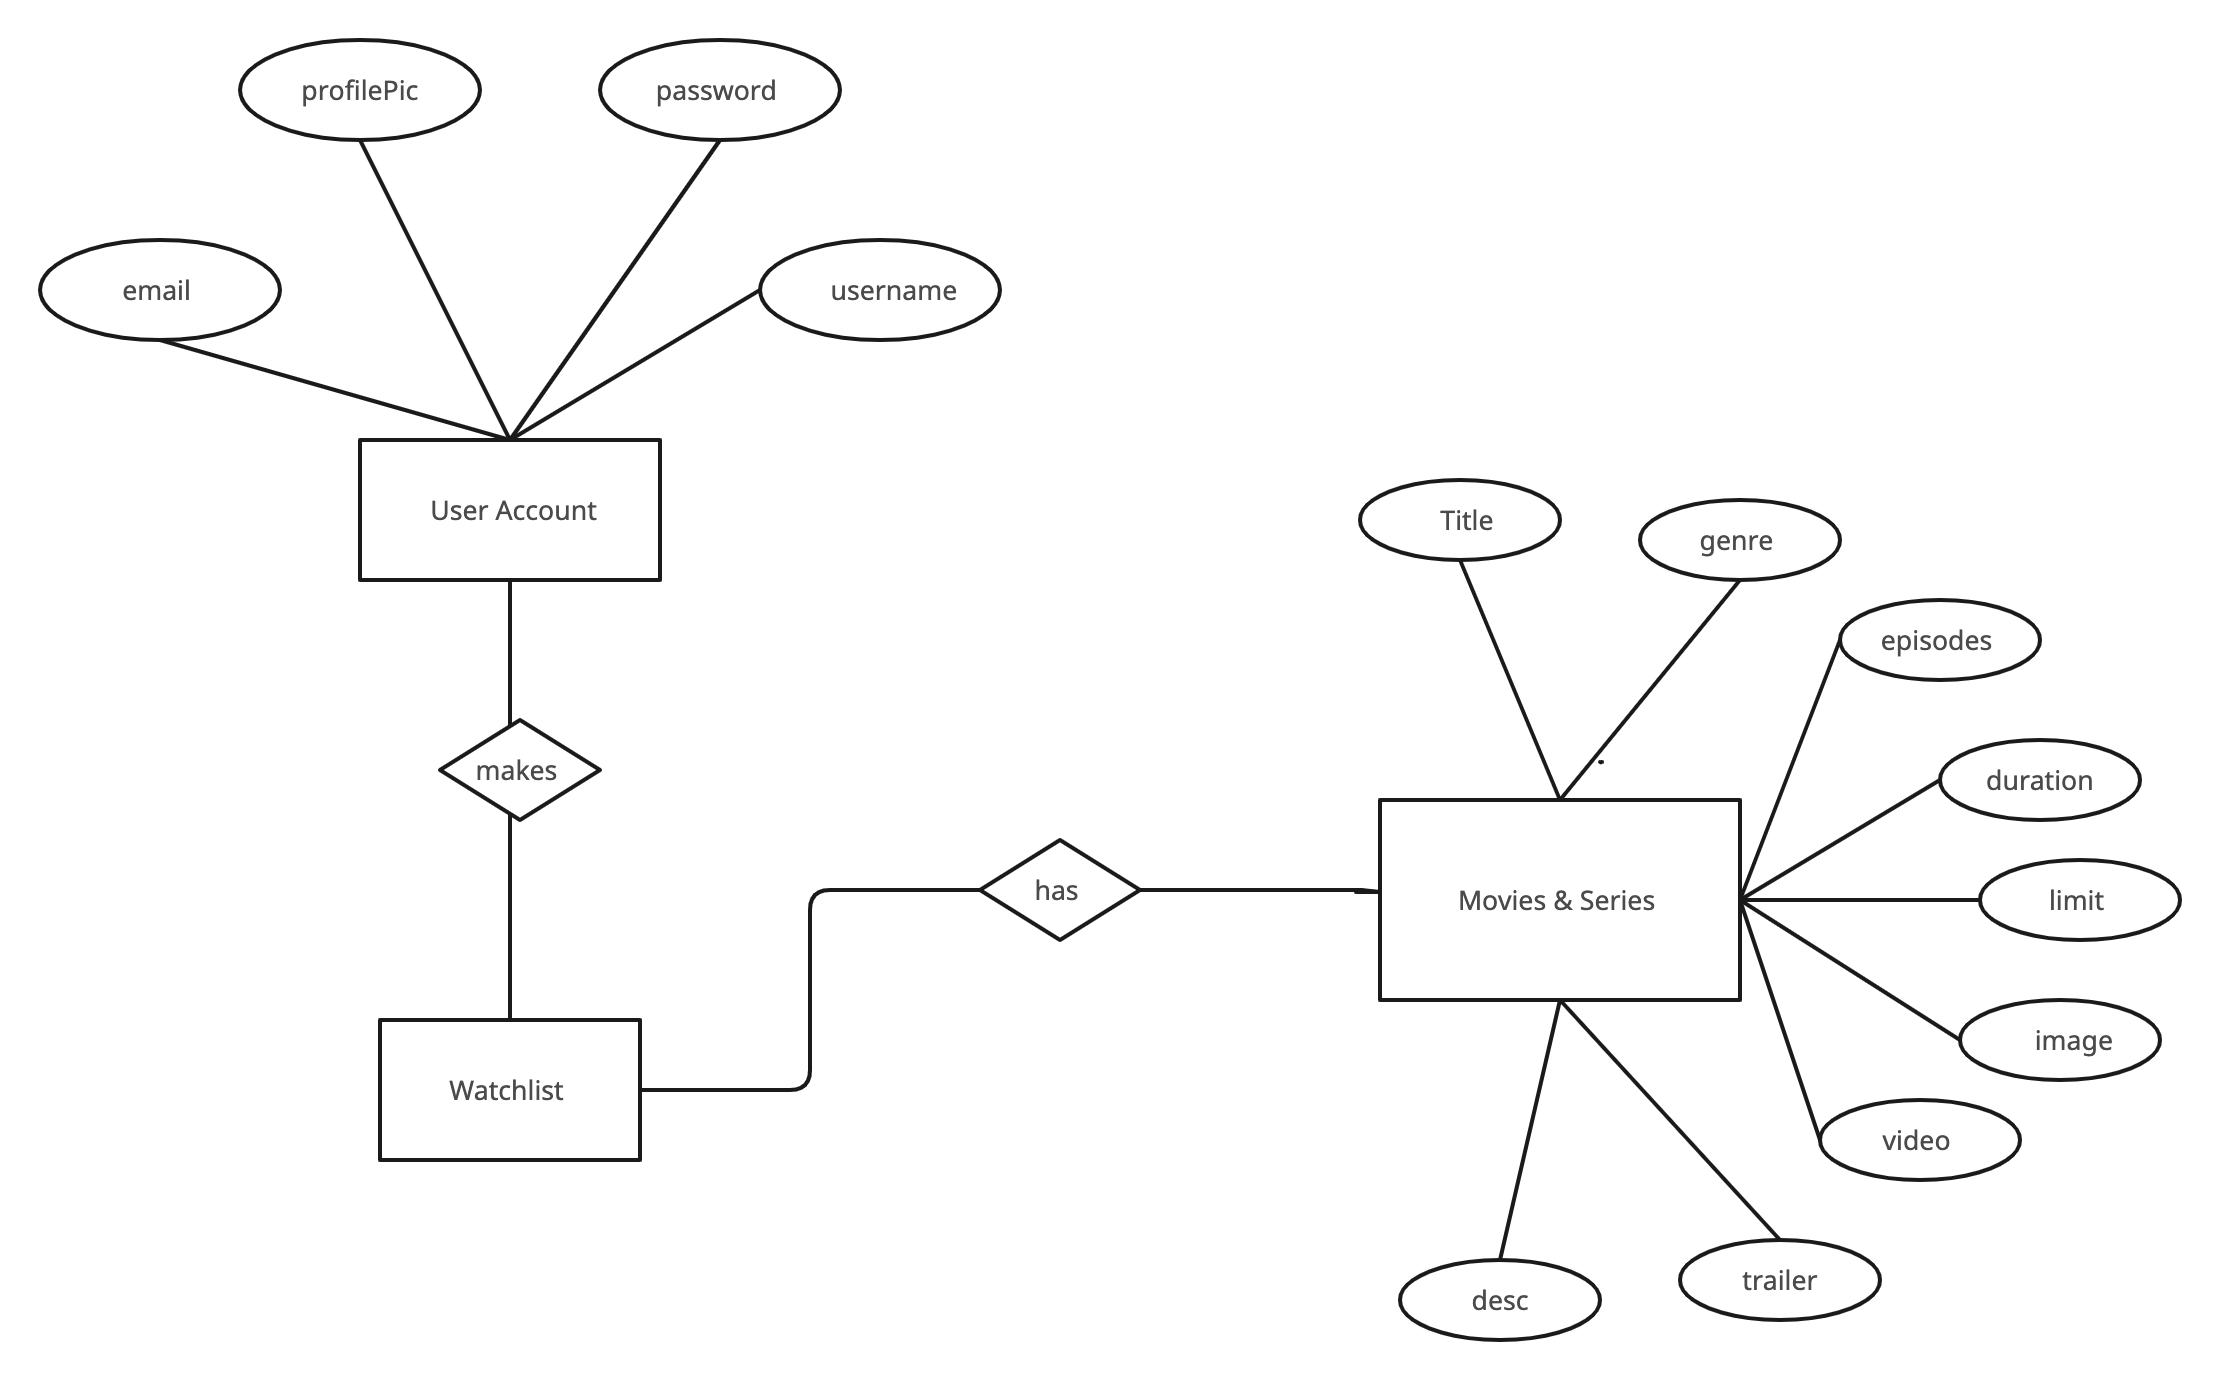 profilePic
password
email
username
User Account
Title
genre
episodes
makes
duration
has
Movies & Series
limit
image
Watchlist
video
desc
trailer